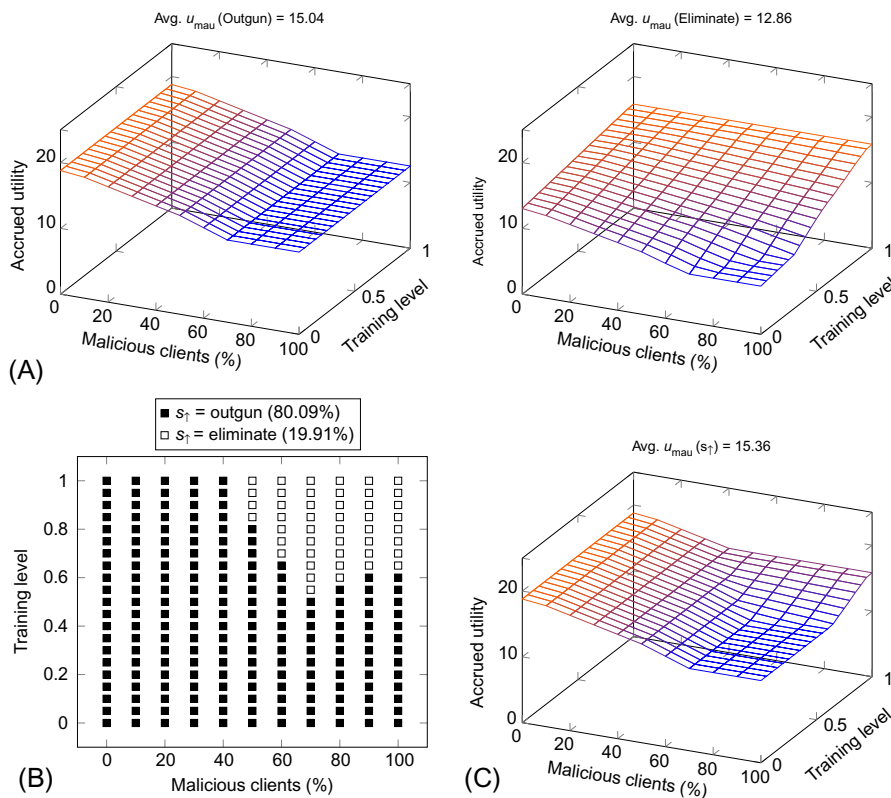 Avg. u_mau (Outgun) = 15.04
Accrued utility
20
10
0
0
20
40
60
80
100
Malicious clients (%)
0
0.5
1
Training level
(A)
Avg. u_mau (Eliminate) = 12.86
Accrued utility
20
10
0
0
20
40
60
80
100
Malicious clients (%)
0
0.5
1
Training level
s↑ = outgun (80.09%)
s↑ = eliminate (19.91%)
Training level
1
0.8
0.6
0.4
0.2
0
0
20
40
60
80
100
Malicious clients (%)
(B)
Avg. u_mau (s↑) = 15.36
Accrued utility
20
10
0
0
20
40
60
80
100
Malicious clients (%)
0
0.5
1
Training level
(C)